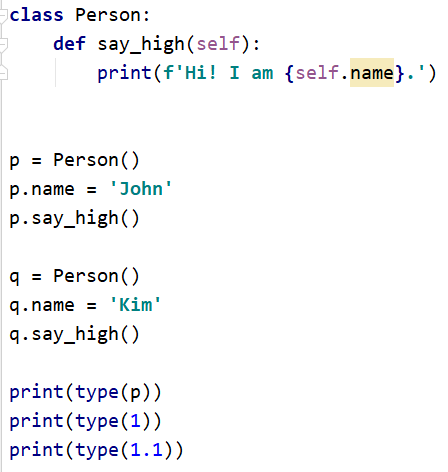 class Person:
    def say_high(self):
        print(f'Hi! I am {self.name}.')
p = Person()
p.name = 'John'
p.say_high()
q = Person()
q.name = 'Kim'
q.say_high()
print(type(p))
print(type(1))
print(type(1.1))